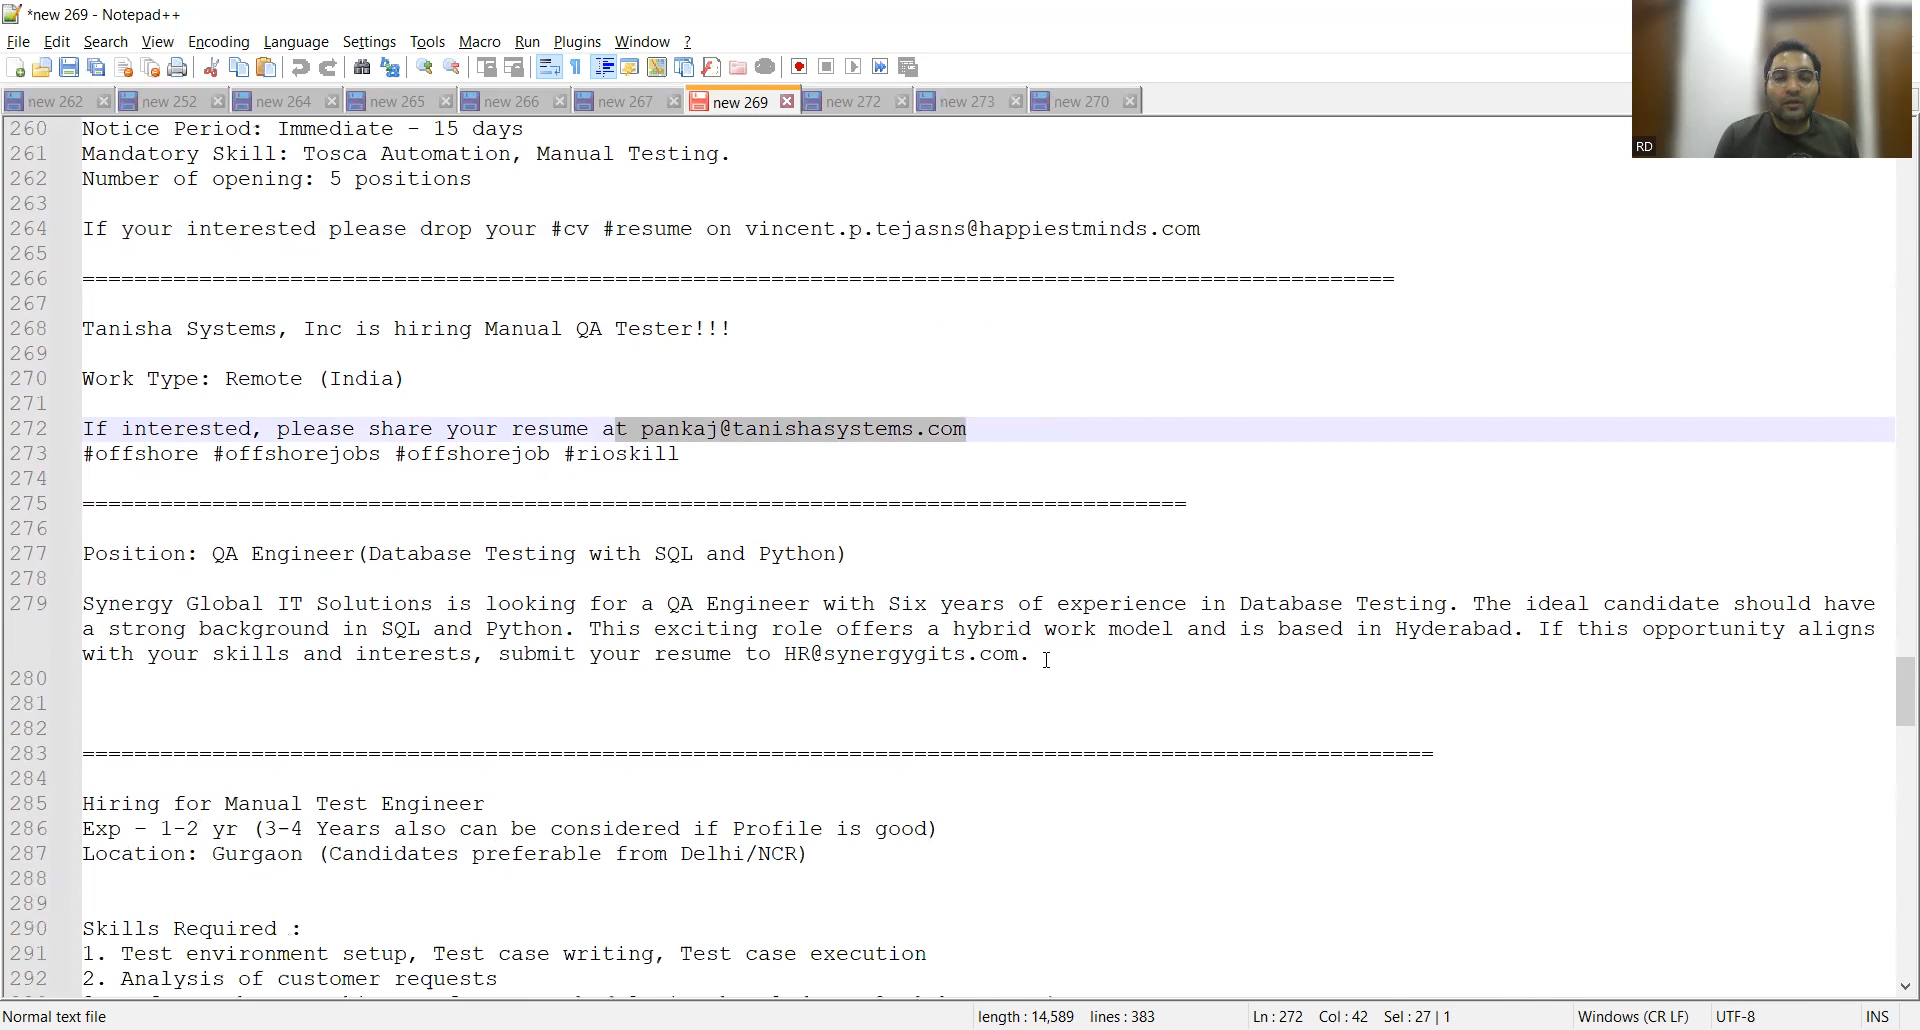 *new 269 - Notepad++
File Edit Search View Encoding Language Settings Tools Macro Run Plugins Window ?
new 262 new 252 new 264 new 265 new 266 new 267 new 269 new 272 new 273 new 270
RD
260 Notice Period: Immediate - 15 days
261 Mandatory Skill: Tosca Automation, Manual Testing.
262 Number of opening: 5 positions
263
264 If your interested please drop your #cv #resume on vincent.p.tejasns@happiestminds.com
265
266 =====================================================================================================
267
268 Tanisha Systems, Inc is hiring Manual QA Tester!!!
269
270 Work Type: Remote (India)
271
272 If interested, please share your resume at pankaj@tanishasystems.com
273 #offshore #offshorejobs #offshorejob #rioskill
274
275 =====================================================================================
276
277 Position: QA Engineer(Database Testing with SQL and Python)
278
279 Synergy Global IT Solutions is looking for a QA Engineer with Six years of experience in Database Testing. The ideal candidate should have
a strong background in SQL and Python. This exciting role offers a hybrid work model and is based in Hyderabad. If this opportunity aligns
with your skills and interests, submit your resume to HR@synergygits.com.
280
281
282
283 ========================================================================================================
284
285 Hiring for Manual Test Engineer
286 Exp – 1-2 yr (3-4 Years also can be considered if Profile is good)
287 Location: Gurgaon (Candidates preferable from Delhi/NCR)
288
289
290 Skills Required :
291 1. Test environment setup, Test case writing, Test case execution
292 2. Analysis of customer requests
Normal text file length : 14,589 lines : 383 Ln : 272 Col : 42 Sel : 27 | 1 Windows (CR LF) UTF-8 INS